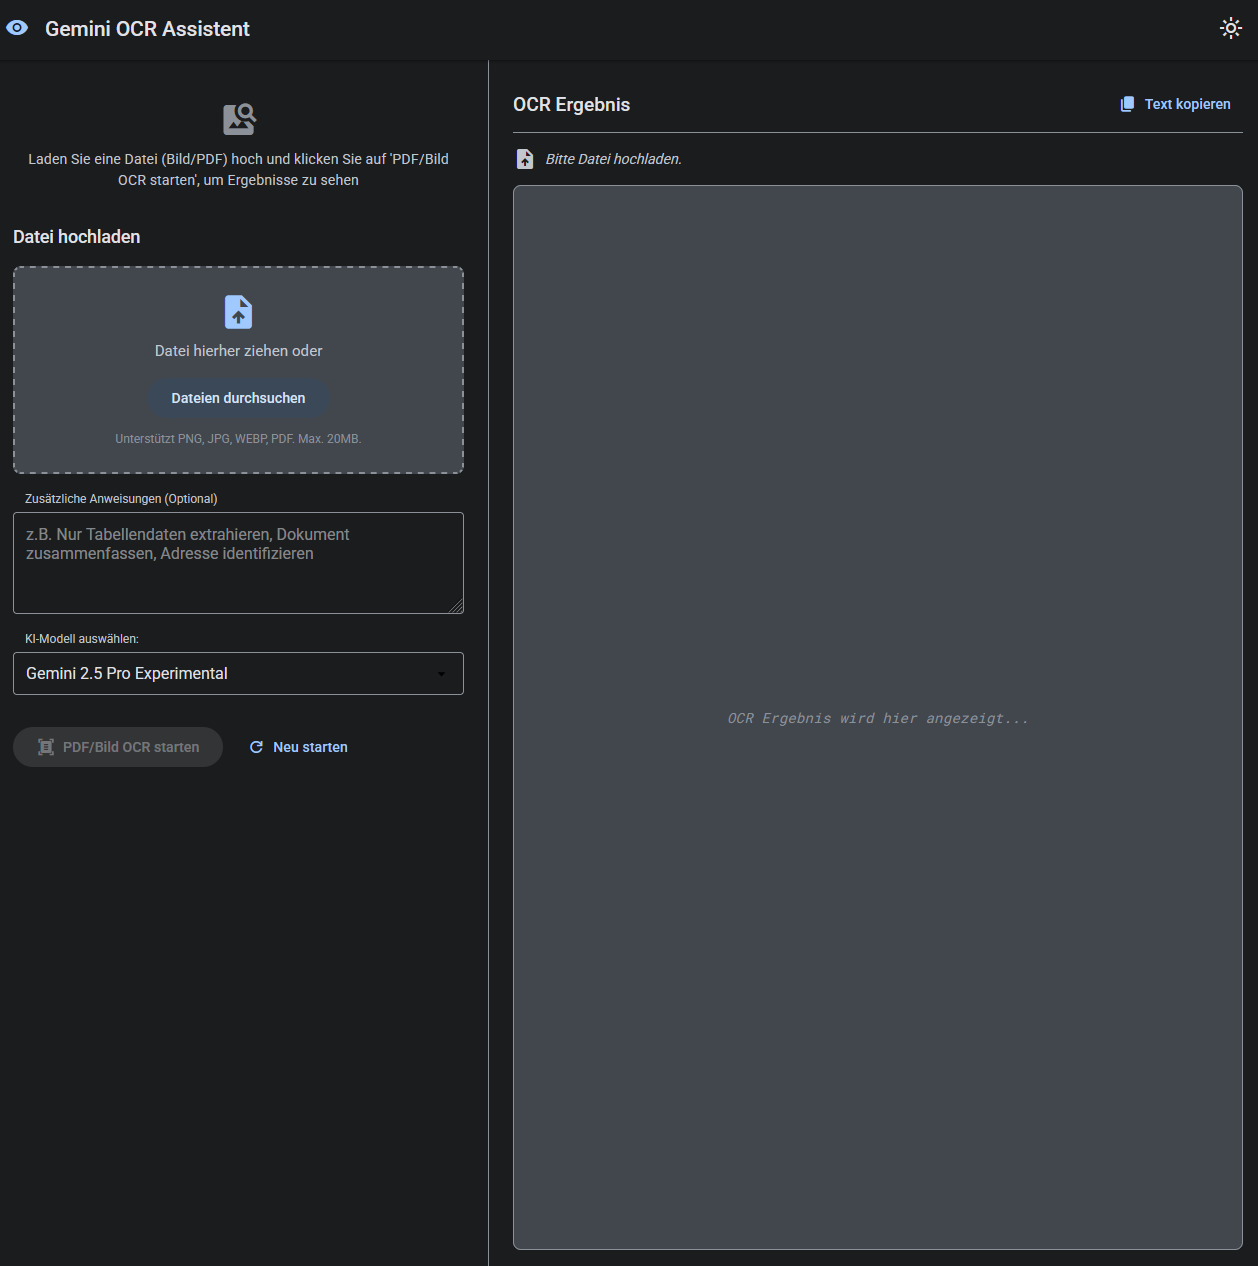 Gemini OCR Assistent
Laden Sie eine Datei (Bild/PDF) hoch und klicken Sie auf 'PDF/Bild
OCR starten', um Ergebnisse zu sehen
Datei hochladen
Datei hierher ziehen oder
Dateien durchsuchen
Unterstützt PNG, JPG, WEBP, PDF. Max. 20MB.
Zusätzliche Anweisungen (Optional)
z.B. Nur Tabellendaten extrahieren, Dokument
zusammenfassen, Adresse identifizieren
KI-Modell auswählen:
Gemini 2.5 Pro Experimental
PDF/Bild OCR starten
Neu starten
OCR Ergebnis
Text kopieren
Bitte Datei hochladen.
OCR Ergebnis wird hier angezeigt...